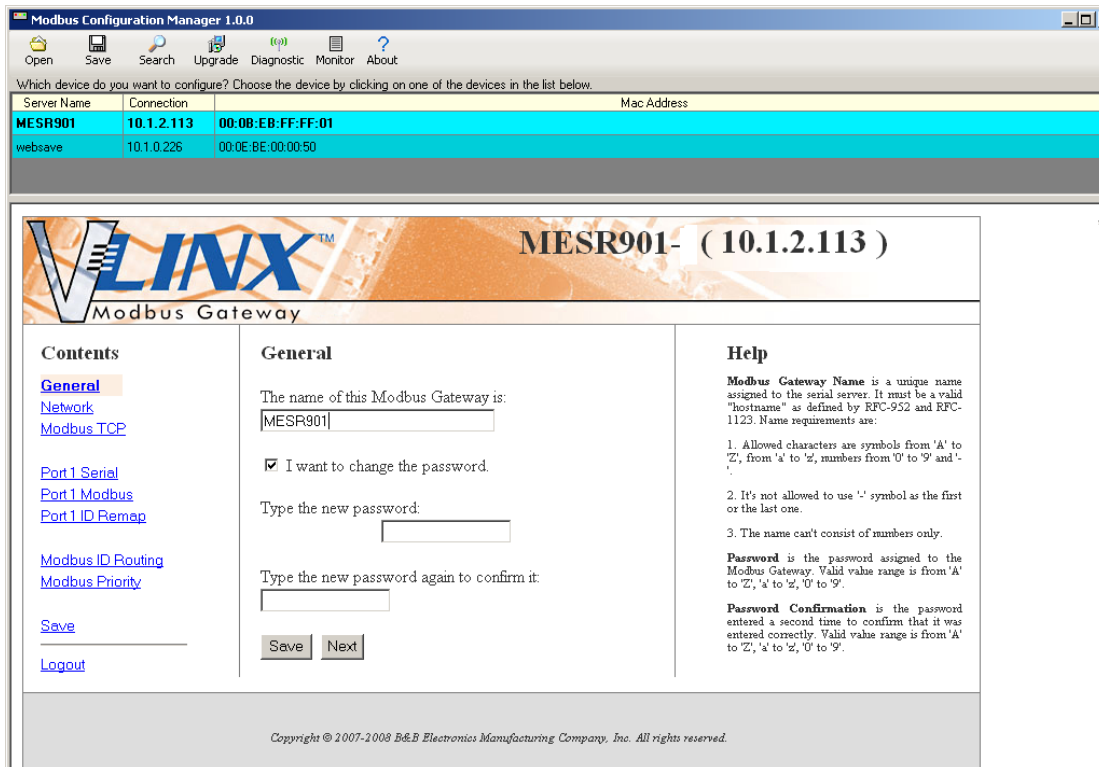 Modbus Configuration Manager 1.0.0
Open Save Search Upgrade Diagnostic Monitor About
Which device do you want to configure? Choose the device by clicking on one of the devices in the list below.
Server Name Connection Mac Address
MESR901 10.1.2.113 00:0B:EB:FF:FF:01
websave 10.1.0.226 00:0E:BE:00:00:50
VLINX™
Modbus Gateway
MESR901- ( 10.1.2.113 )
Contents
General
Network
Modbus TCP
Port 1 Serial
Port 1 Modbus
Port 1 ID Remap
Modbus ID Routing
Modbus Priority
Save
Logout
General
The name of this Modbus Gateway is:
MESR901
I want to change the password.
Type the new password:
Type the new password again to confirm it:
Save Next
Help
Modbus Gateway Name is a unique name
assigned to the serial server. It must be a valid
"hostname" as defined by RFC-952 and RFC-
1123. Name requirements are:
1. Allowed characters are symbols from 'A' to
'Z', from 'a' to 'z', numbers from '0' to '9' and '-
'.
2. It's not allowed to use '-' symbol as the first
or the last one.
3. The name can't consist of numbers only.
Password is the password assigned to the
Modbus Gateway. Valid value range is from 'A'
to 'Z', 'a' to 'z', '0' to '9'.
Password Confirmation is the password
entered a second time to confirm that it was
entered correctly. Valid value range is from 'A'
to 'Z', 'a' to 'z', '0' to '9'.
Copyright © 2007-2008 B&B Electronics Manufacturing Company, Inc. All rights reserved.